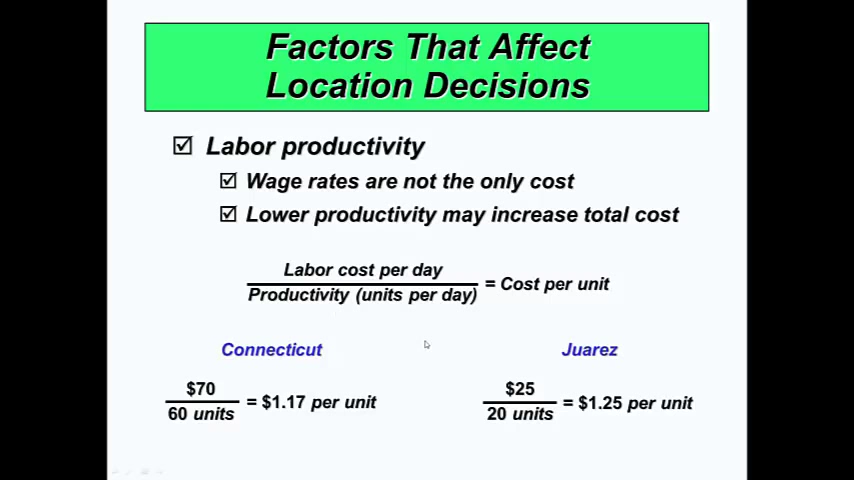 Factors That Affect
Location Decisions
Labor productivity
Wage rates are not the only cost
Lower productivity may increase total cost
Labor cost per day
Productivity (units per day)
= Cost per unit
Connecticut
Juarez
$70
60 units
= $1.17 per unit
$25
20 units
= $1.25 per unit